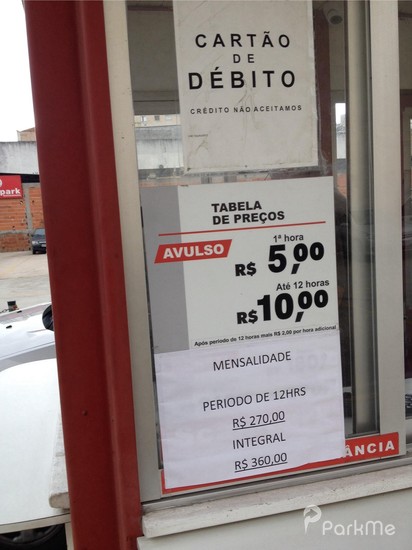 CARTÃO
DE
DÉBITO
CRÉDITO NÃO ACEITAMOS
park
TABELA
DE PREÇOS
AVULSO
1ª hora
R$ 5,00
Até 12 horas
R$ 10,00
Após periodo de 12 horas mais R$ 2,00 por hora adicional
MENSALIDADE
PERIODO DE 12HRS
R$ 270,00
INTEGRAL
R$ 360,00
ÂNCIA
ParkMe